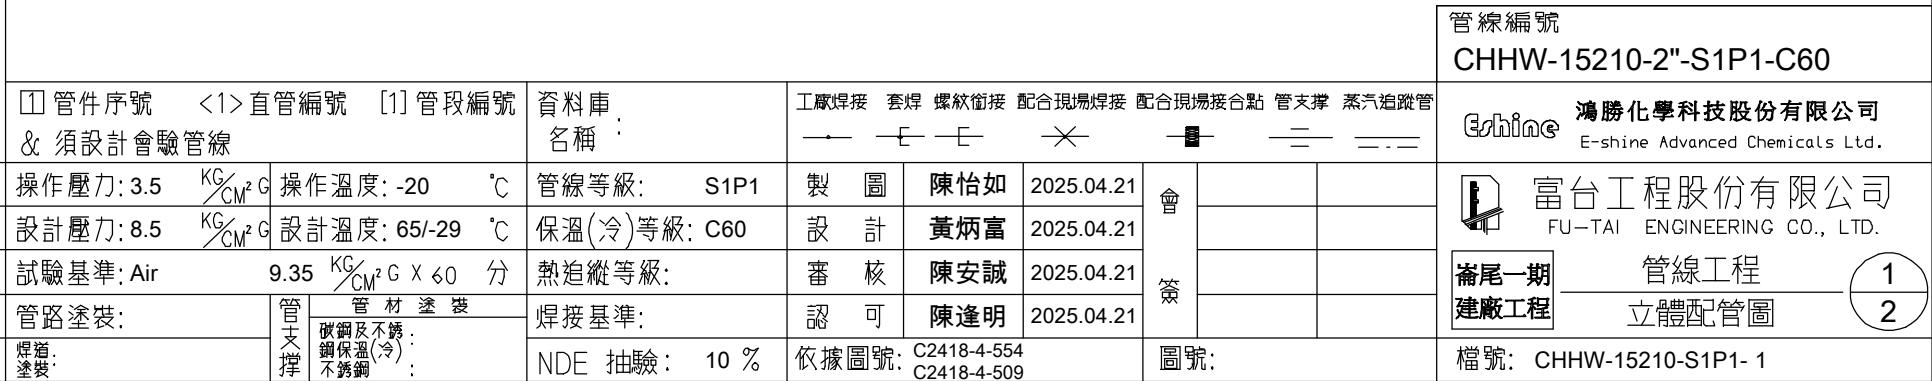 管線編號
CHHW-15210-2"-S1P1-C60
1 管件序號 <1>直管編號 [1]管段編號
& 須設計會驗管線
資料庫
名稱 :
工廠焊接 套焊 螺紋銜接 配合現場焊接 配合現場接合點 管支撐 蒸汽追蹤管
Eshine 鴻勝化學科技股份有限公司
E-shine Advanced Chemicals Ltd.
操作壓力: 3.5 KG/CM² G 操作溫度: -20 °C 管線等級: S1P1 製 圖 陳怡如 2025.04.21
設計壓力: 8.5 KG/CM² G 設計溫度: 65/-29 °C 保溫(冷)等級: C60 設 計 黃炳富 2025.04.21
試驗基準: Air 9.35 KG/CM² G X 60 分 熱追縱等級: 審 核 陳安誠 2025.04.21
管路塗裝: 管支撐 管材塗裝 焊接基準: 認 可 陳逢明 2025.04.21
會簽
碳鋼及不銹 :
鋼保溫(冷)
不銹鋼 :
焊道:
塗裝
NDE 抽驗: 10 %
依據圖號: C2418-4-554
C2418-4-509
圖號:
富台工程股份有限公司
FU-TAI ENGINEERING CO., LTD.
崙尾一期
建廠工程
管線工程
立體配管圖
1
2
檔號: CHHW-15210-S1P1- 1